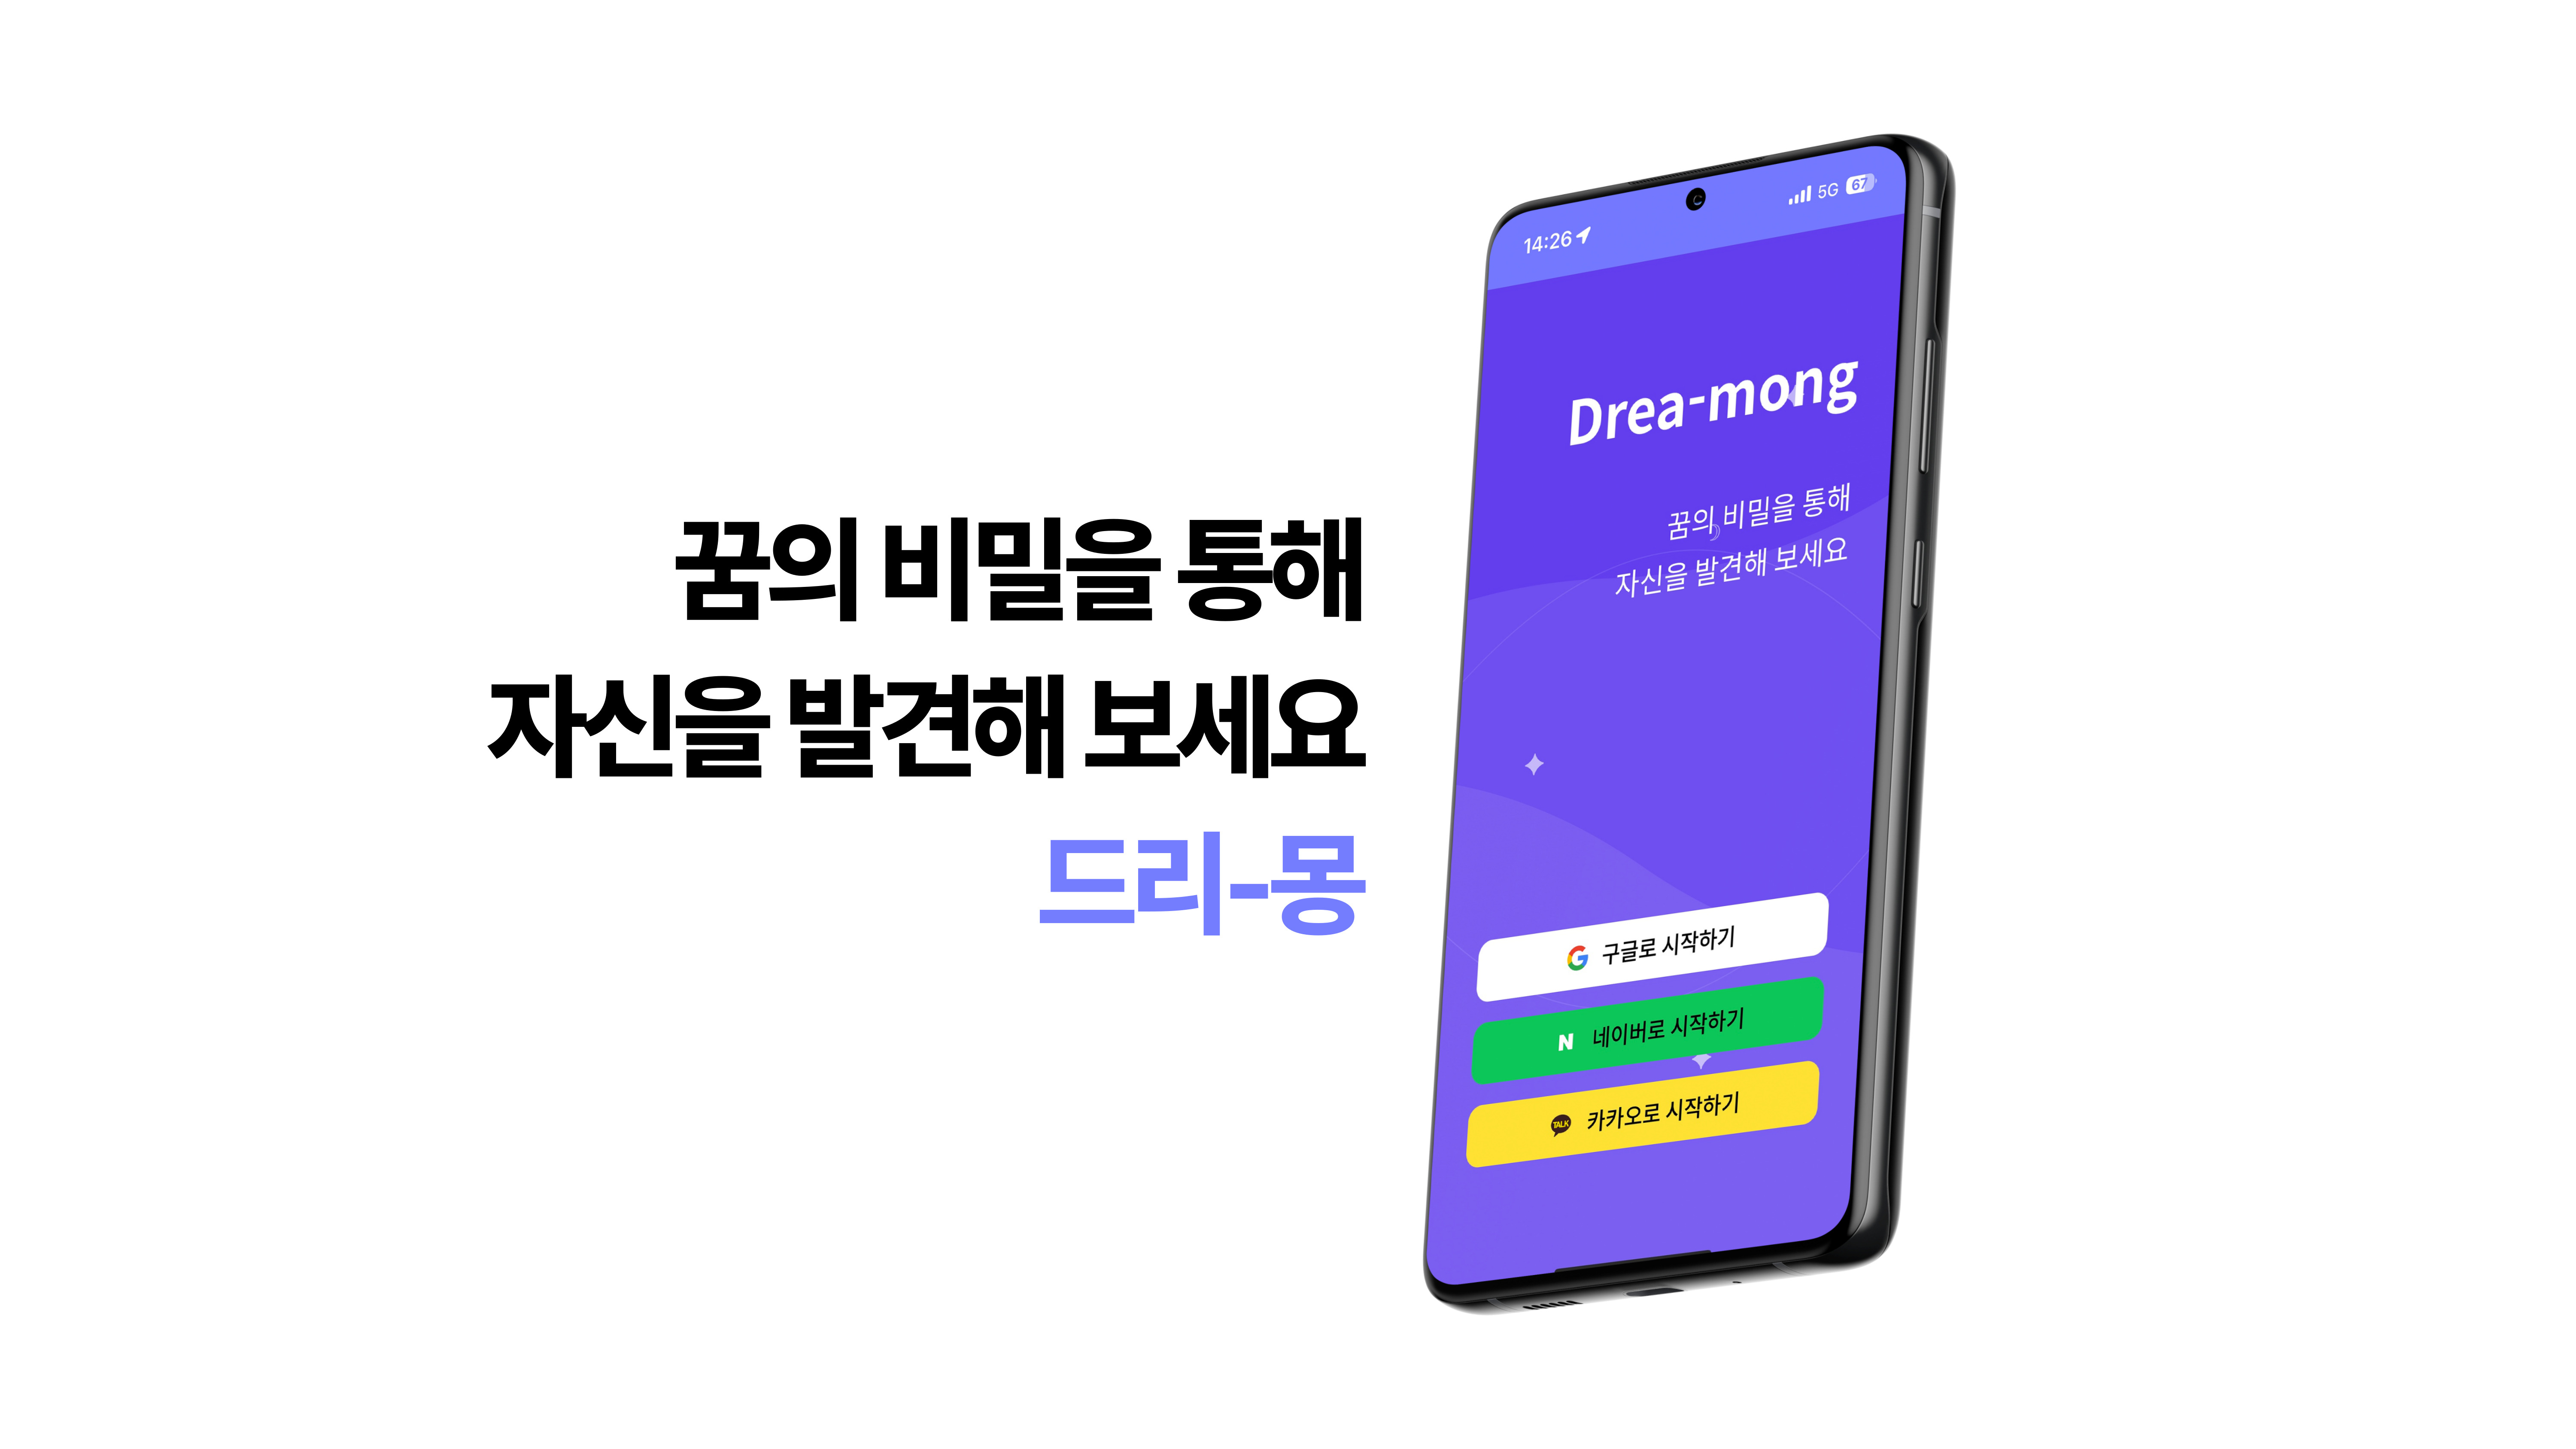 꿈의 비밀을 통해
자신을 발견해 보세요
드리-몽
14:26
5G 67
Drea-mong
꿈의 비밀을 통해
자신을 발견해 보세요
G 구글로 시작하기
N 네이버로 시작하기
TALK 카카오로 시작하기